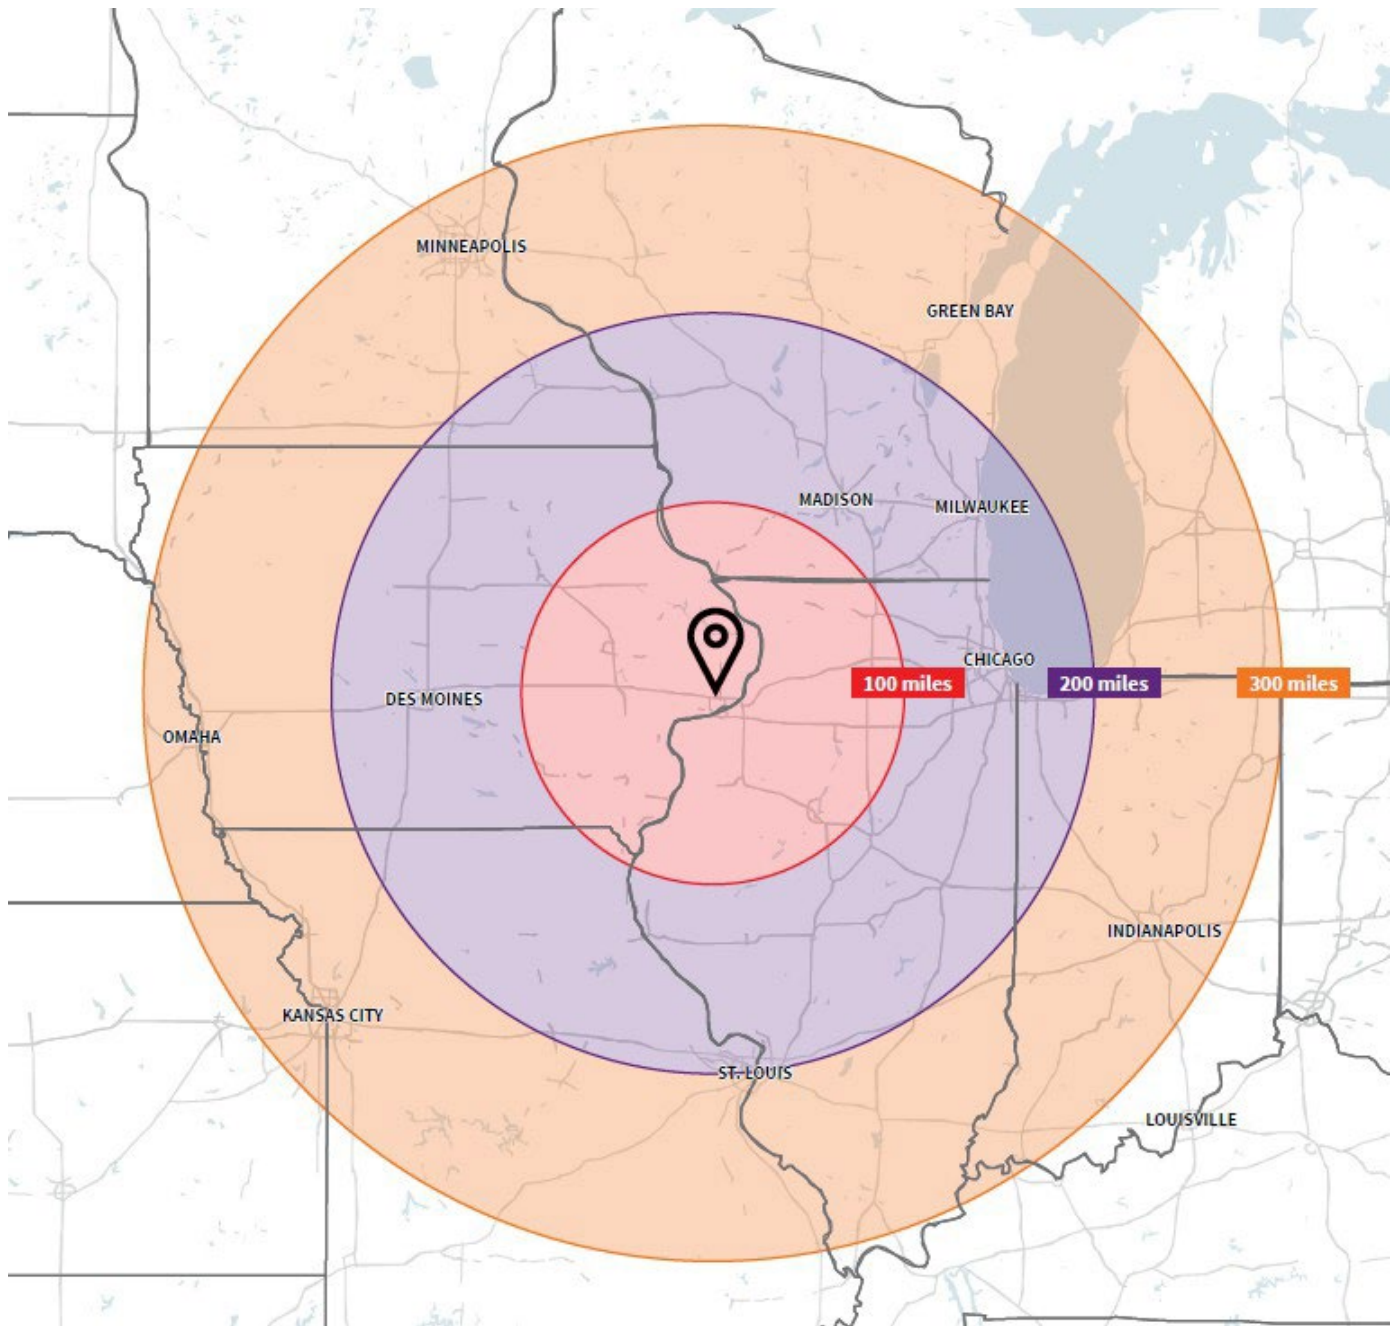 MINNEAPOLIS
GREEN BAY
MADISON
MILWAUKEE
CHICAGO
100 miles
200 miles
300 miles
DES MOINES
OMAHA
INDIANAPOLIS
KANSAS CITY
ST. LOUIS
LOUISVILLE